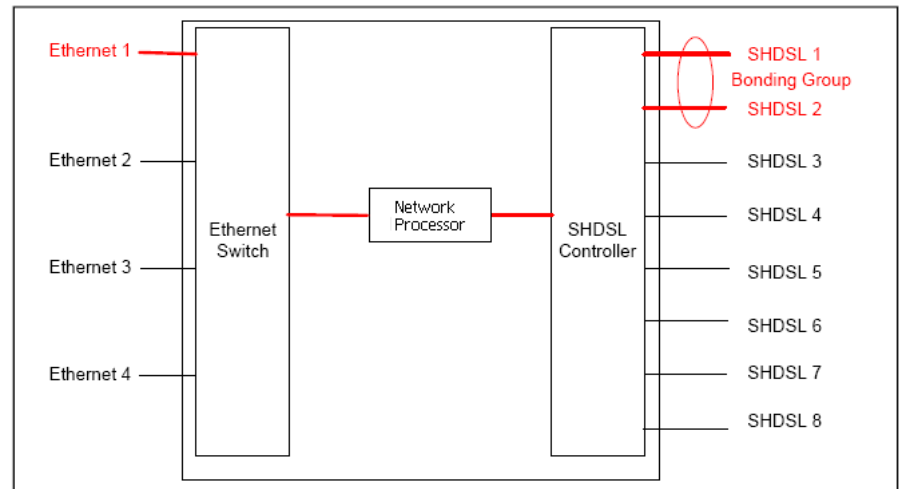 Ethernet 1
Ethernet 2
Ethernet 3
Ethernet 4
Ethernet
Switch
Network
Processor
SHDSL
Controller
SHDSL 1
Bonding Group
SHDSL 2
SHDSL 3
SHDSL 4
SHDSL 5
SHDSL 6
SHDSL 7
SHDSL 8